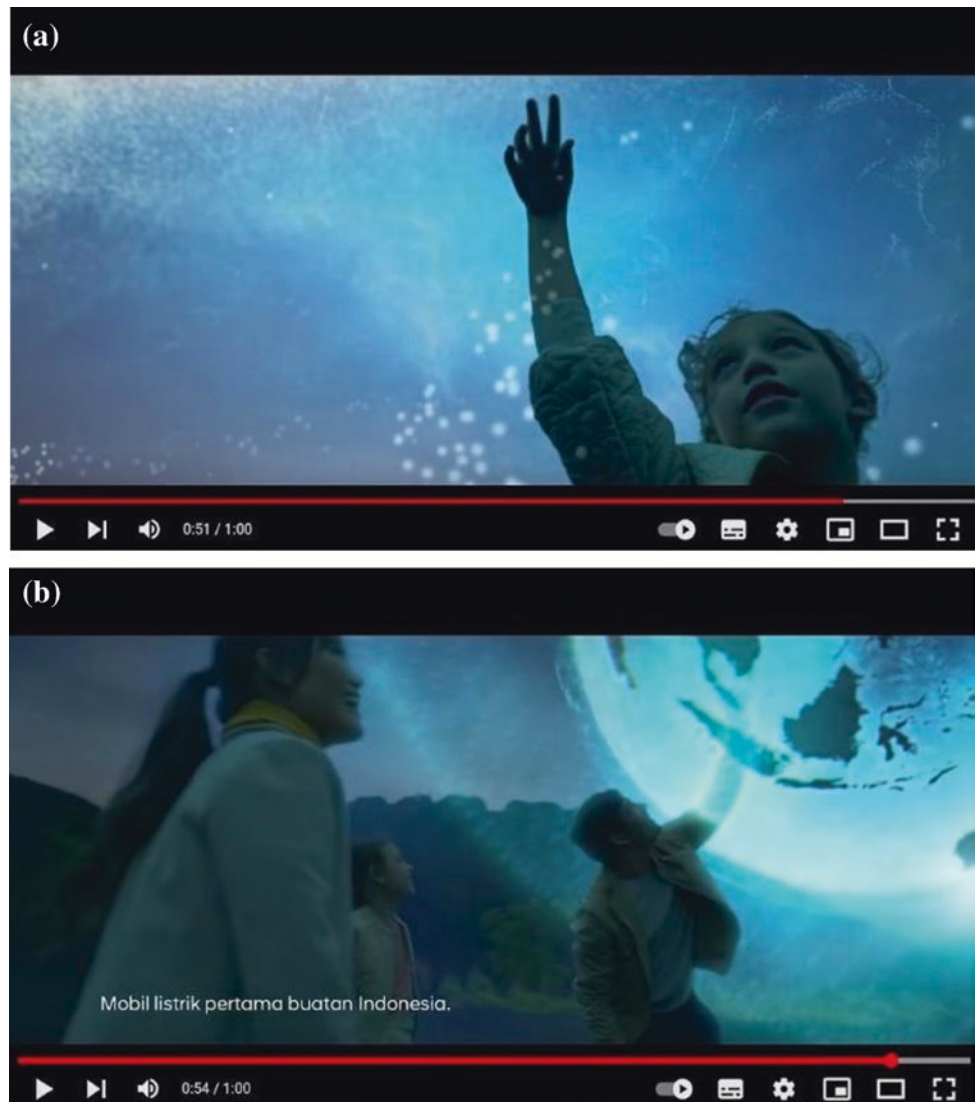 (a)
0:51 / 1:00
(b)
Mobil listrik pertama buatan Indonesia.
0:54 / 1:00